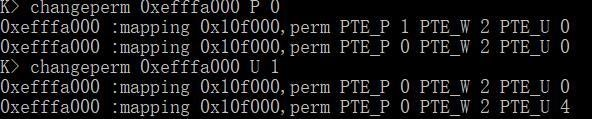 K> changeperm 0xefffa000 P 0
0xefffa000 :mapping 0x10f000,perm PTE_P 1 PTE_W 2 PTE_U 0
0xefffa000 :mapping 0x10f000,perm PTE_P 0 PTE_W 2 PTE_U 0
K> changeperm 0xefffa000 U 1
0xefffa000 :mapping 0x10f000,perm PTE_P 0 PTE_W 2 PTE_U 0
0xefffa000 :mapping 0x10f000,perm PTE_P 0 PTE_W 2 PTE_U 4